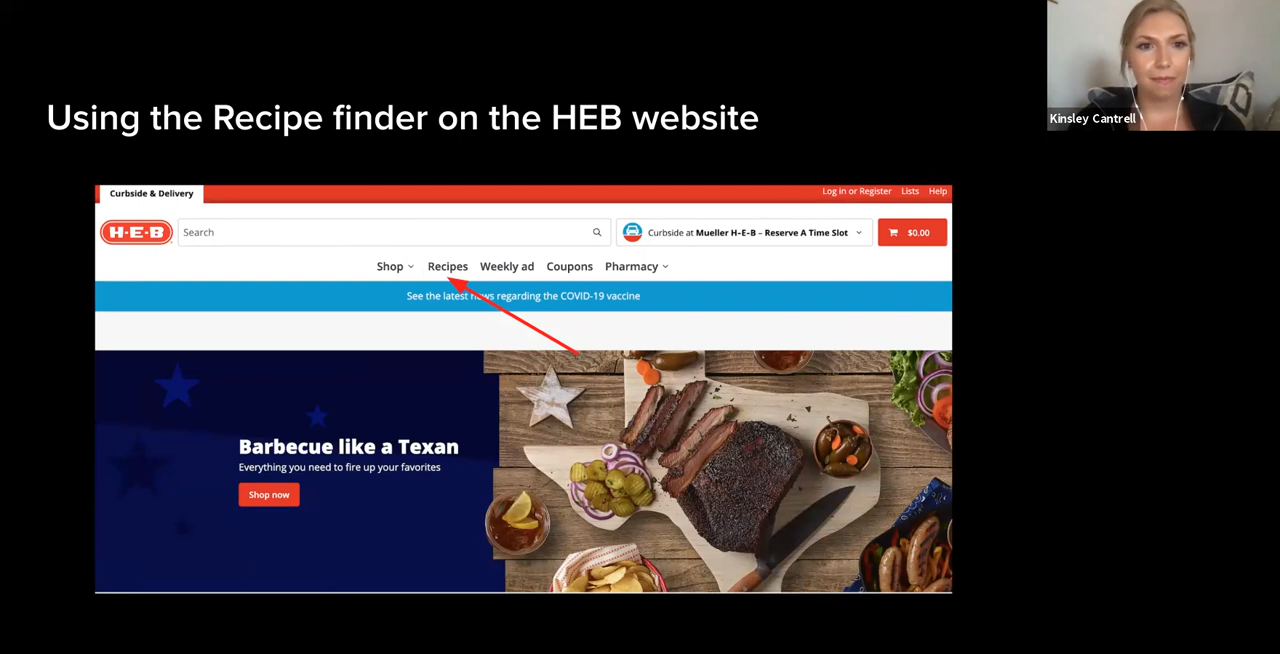 Using the Recipe finder on the HEB website
Kinsley Cantrell
Curbside & Delivery
Log in or Register Lists Help
H-E-B
Search
Curbside at Mueller H-E-B – Reserve A Time Slot
$0.00
Shop Recipes Weekly ad Coupons Pharmacy
See the latest news regarding the COVID-19 vaccine
Barbecue like a Texan
Everything you need to fire up your favorites
Shop now